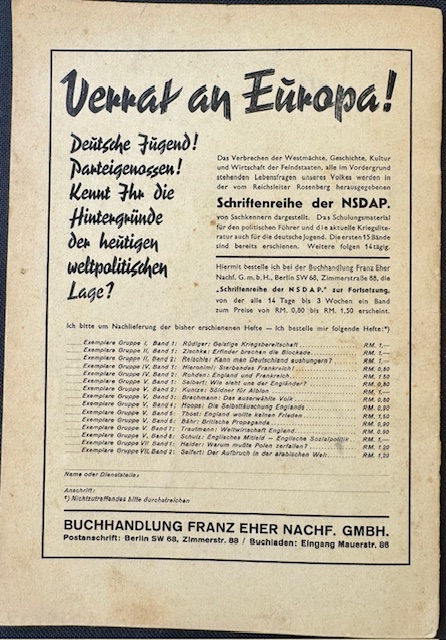 Verrat an Europa!
Deutsche Jugend!
Parteigenossen!
Kennt Ihr die
Hintergründe
der heutigen
weltpolitischen
Lage?
Das Verbrechen der Westmächte, Geschichte, Kultur
und Wirtschaft der Feindstaaten, alle im Vordergrund
stehenden Lebensfragen unseres Volkes werden in
der vom Reichsleiter Rosenberg herausgegebenen
Schriftenreihe der NSDAP.
von Sachkennern dargestellt. Das Schulungsmaterial
für den politischen Führer und die aktuelle Kriegslite-
ratur auch für die deutsche Jugend. Die ersten 15 Bände
sind bereits erschienen. Weitere folgen 14 tägig.
Hiermit bestelle ich bei der Buchhandlung Franz Eher
Nachf. G.m.b.H., Berlin SW 68, Zimmerstraße 88, die
„Schriftenreihe der NSDAP." zur Fortsetzung,
von der alle 14 Tage bis 3 Wochen ein Band
zum Preise von RM. 0,80 bis RM. 1,50 erscheint.
Ich bitte um Nachlieferung der bisher erschienenen Hefte — Ich bestelle mir folgende Hefte:*)
Exemplare Gruppe I, Band 1: Rüdiger: Geistige Kriegsbereitschaft RM. 1,—
Exemplare Gruppe II, Band 1: Zischka: Erfinder brechen die Blockade RM. 1,—
Exemplare Gruppe II, Band 2: Reischle: Kann man Deutschland aushungern? RM. 1,—
Exemplare Gruppe IV, Band 1: Hieronimi: Sterbendes Frankreich! RM. 0,80
Exemplare Gruppe IV, Band 2: Rohden: England und Frankreich RM. 1,50
Exemplare Gruppe V, Band 1: Seibert: Wie sieht uns der Engländer? RM. 0,80
Exemplare Gruppe V, Band 2: Kunze: Söldner für Albion RM. 1,—
Exemplare Gruppe V, Band 3: Brachmann: Das auserwählte Volk RM. 0,80
Exemplare Gruppe V, Band 4: Hoops: Die Selbsttäuschung Englands RM. 0,90
Exemplare Gruppe V, Band 5: Thost: England wollte keinen Frieden RM. 1,50
Exemplare Gruppe V, Band 6: Bähr: Britische Propaganda RM. 0,90
Exemplare Gruppe V, Band 7: Trautmann: Weltwirtschaft England RM. 0,90
Exemplare Gruppe V, Band 8: Schulz: Englisches Mitleid — Englische Sozialpolitik RM. 1,—
Exemplare Gruppe VII, Band 1: Halder: Warum mußte Polen zerfallen? RM. 1,20
Exemplare Gruppe VII, Band 2: Seifert: Der Aufbruch in der arabischen Welt RM. 1,20
Name oder Dienststelle:
Anschrift:
*) Nichtzutreffendes bitte durchstreichen
BUCHHANDLUNG FRANZ EHER NACHF. GMBH.
Postanschrift: Berlin SW 68, Zimmerstr. 88 / Buchladen: Eingang Mauerstr. 86